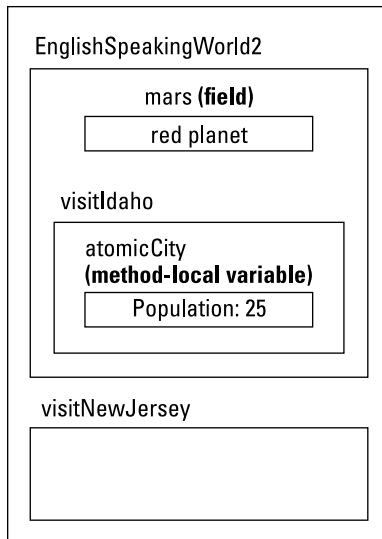 EnglishSpeakingWorld2
mars (field)
red planet
visitIdaho
atomicCity
(method-local variable)
Population: 25
visitNewJersey